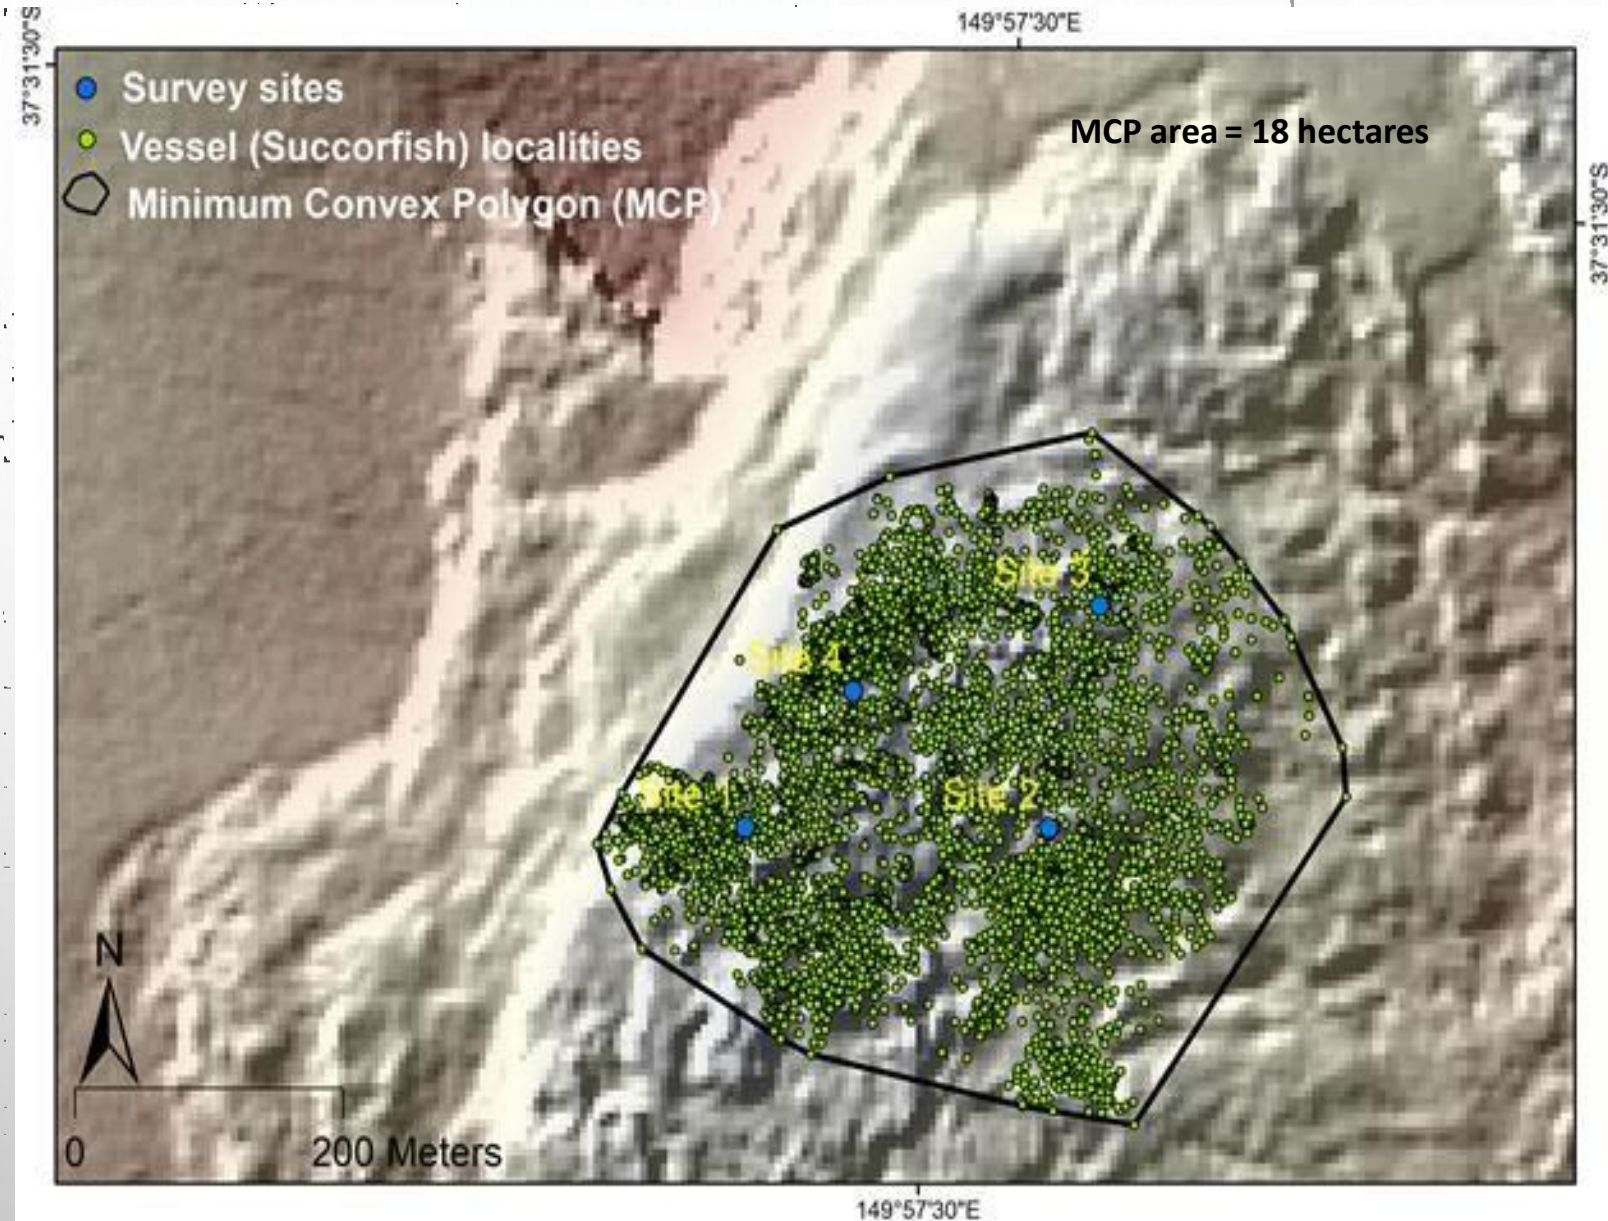 149°57'30"E
37°31'30"S
Survey sites
Vessel (Succorfish) localities
Minimum Convex Polygon (MCP)
MCP area = 18 hectares
37°31'30"S
Site 3
Site 4
Site 1
Site 2
N
0
200 Meters
149°57'30"E